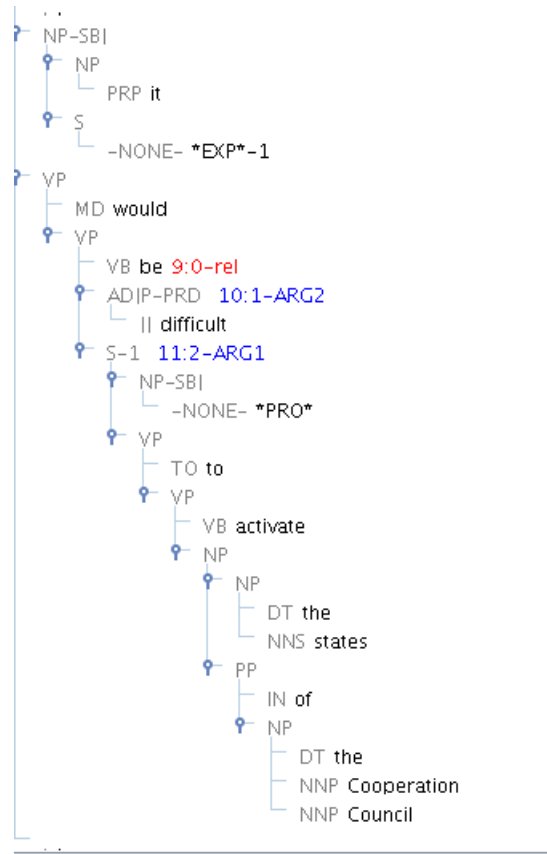 NP-SBJ
NP
PRP it
S
-NONE- *EXP*-1
VP
MD would
VP
VB be 9:0-rel
ADJP-PRD 10:1-ARG2
JJ difficult
S-1 11:2-ARG1
NP-SBJ
-NONE- *PRO*
VP
TO to
VP
VB activate
NP
NP
DT the
NNS states
PP
IN of
NP
DT the
NNP Cooperation
NNP Council